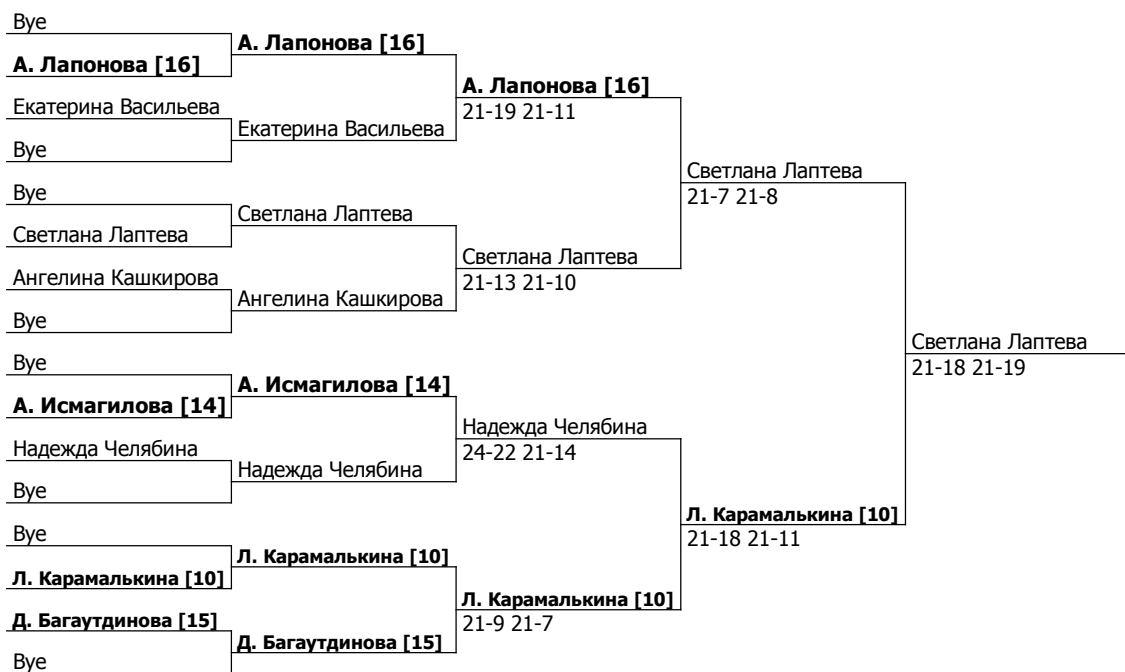 Bye
А. Лапонова [16]
А. Лапонова [16]
А. Лапонова [16]
21-19 21-11
Екатерина Васильева
Екатерина Васильева
Bye
Светлана Лаптева
21-7 21-8
Bye
Светлана Лаптева
Светлана Лаптева
Светлана Лаптева
21-13 21-10
Ангелина Кашкирова
Ангелина Кашкирова
Bye
Светлана Лаптева
21-18 21-19
Bye
А. Исмагилова [14]
А. Исмагилова [14]
Надежда Челябина
24-22 21-14
Надежда Челябина
Надежда Челябина
Bye
Л. Карамалькина [10]
21-18 21-11
Bye
Л. Карамалькина [10]
Л. Карамалькина [10]
Л. Карамалькина [10]
21-9 21-7
Д. Багаутдинова [15]
Д. Багаутдинова [15]
Bye